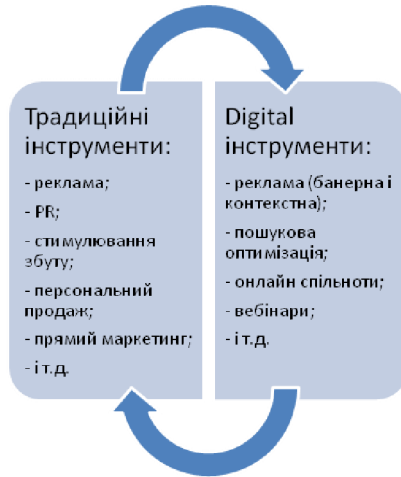 Традиційні
інструменти:
- реклама;
- PR;
- стимулювання
збуту;
- персональний
продаж;
- прямий маркетинг;
- і т.д.
Digital
інструменти:
- реклама (банерна і
контекстна);
- пошукова
оптимізація;
- онлайн спільноти;
- вебінари;
- і т.д.